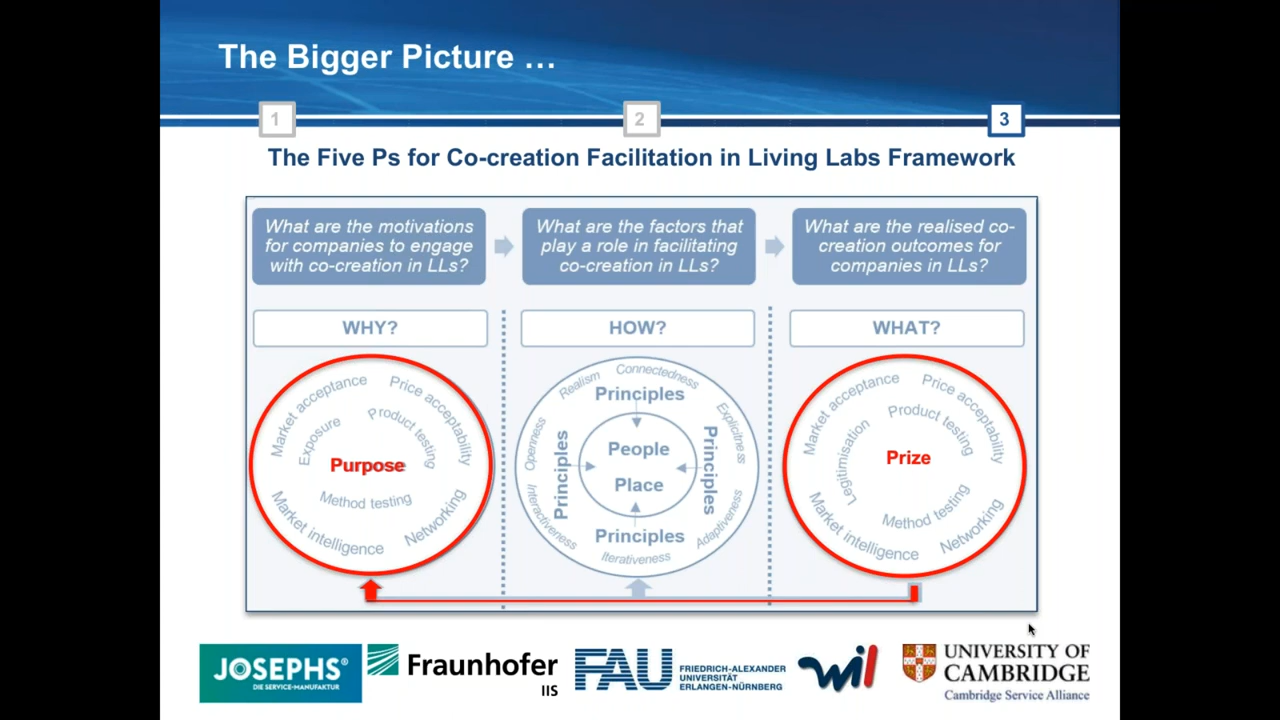 The Bigger Picture ...
1
2
3
The Five Ps for Co-creation Facilitation in Living Labs Framework
What are the motivations
for companies to engage
with co-creation in LLs?
What are the factors that
play a role in facilitating
co-creation in LLs?
What are the realised co-
creation outcomes for
companies in LLs?
WHY?
HOW?
WHAT?
Market acceptance
Price acceptability
Exposure
Product testing
Purpose
Method testing
Market intelligence
Networking
Realism
Connectedness
Explicitness
Openness
Principles
Principles
Principles
People
Place
Principles
Interactiveness
Adaptiveness
Iterativeness
Market acceptance
Price acceptability
Product testing
Legitimisation
Prize
Method testing
Market intelligence
Networking
JOSEPHS®
DIE SERVICE-MANUFAKTUR
Fraunhofer
IIS
FAU
FRIEDRICH-ALEXANDER
UNIVERSITÄT
ERLANGEN-NÜRNBERG
wil
UNIVERSITY OF
CAMBRIDGE
Cambridge Service Alliance